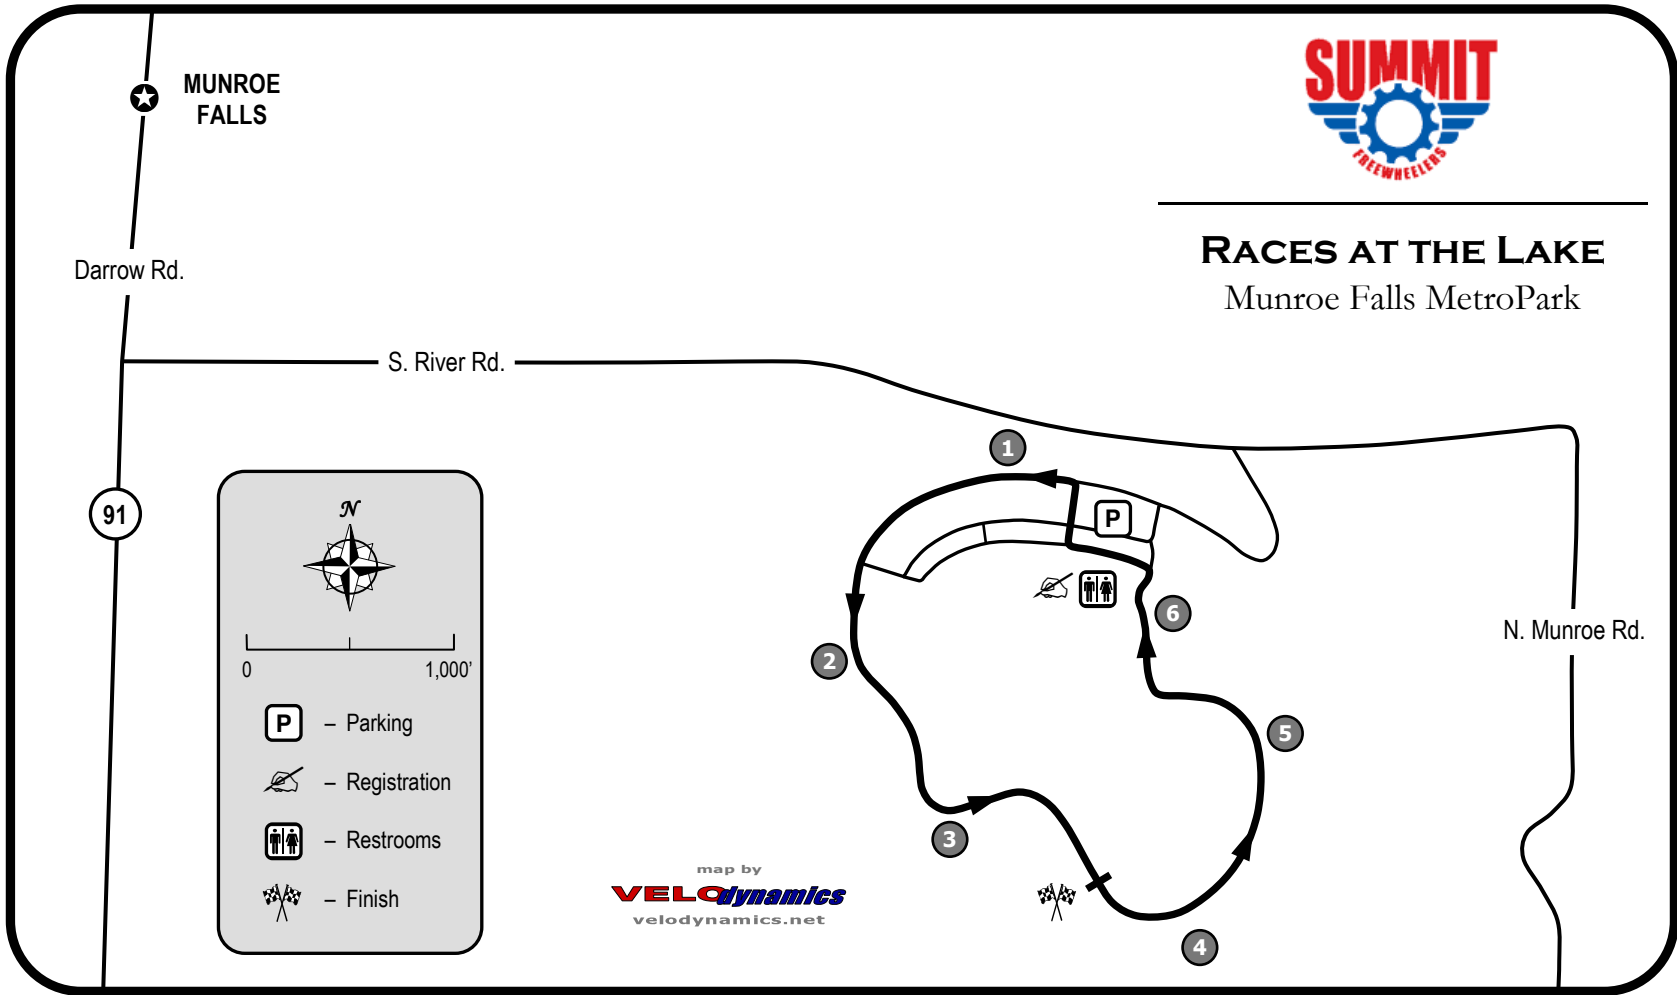 MUNROE
FALLS
SUMMIT
FREEWHEELERS
RACES AT THE LAKE
Munroe Falls MetroPark
Darrow Rd.
S. River Rd.
1
91
N
P
6
N. Munroe Rd.
2
0
1,000'
P – Parking
5
– Registration
3
– Restrooms
map by
VELOdynamics
velodynamics.net
– Finish
4